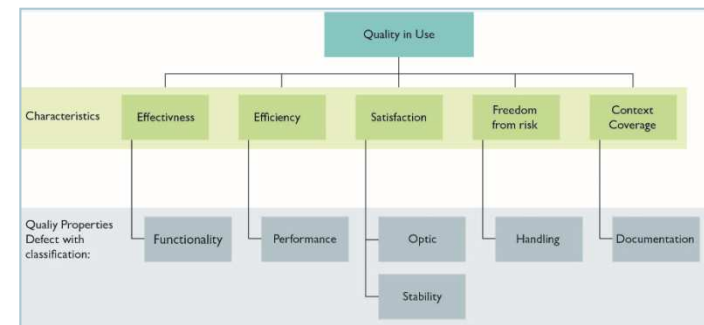 Quality in Use
Characteristics
Effectivness
Efficiency
Satisfaction
Freedom
from risk
Context
Coverage
Qualiy Properties
Defect with
classification:
Functionality
Performance
Optic
Handling
Documentation
Stability